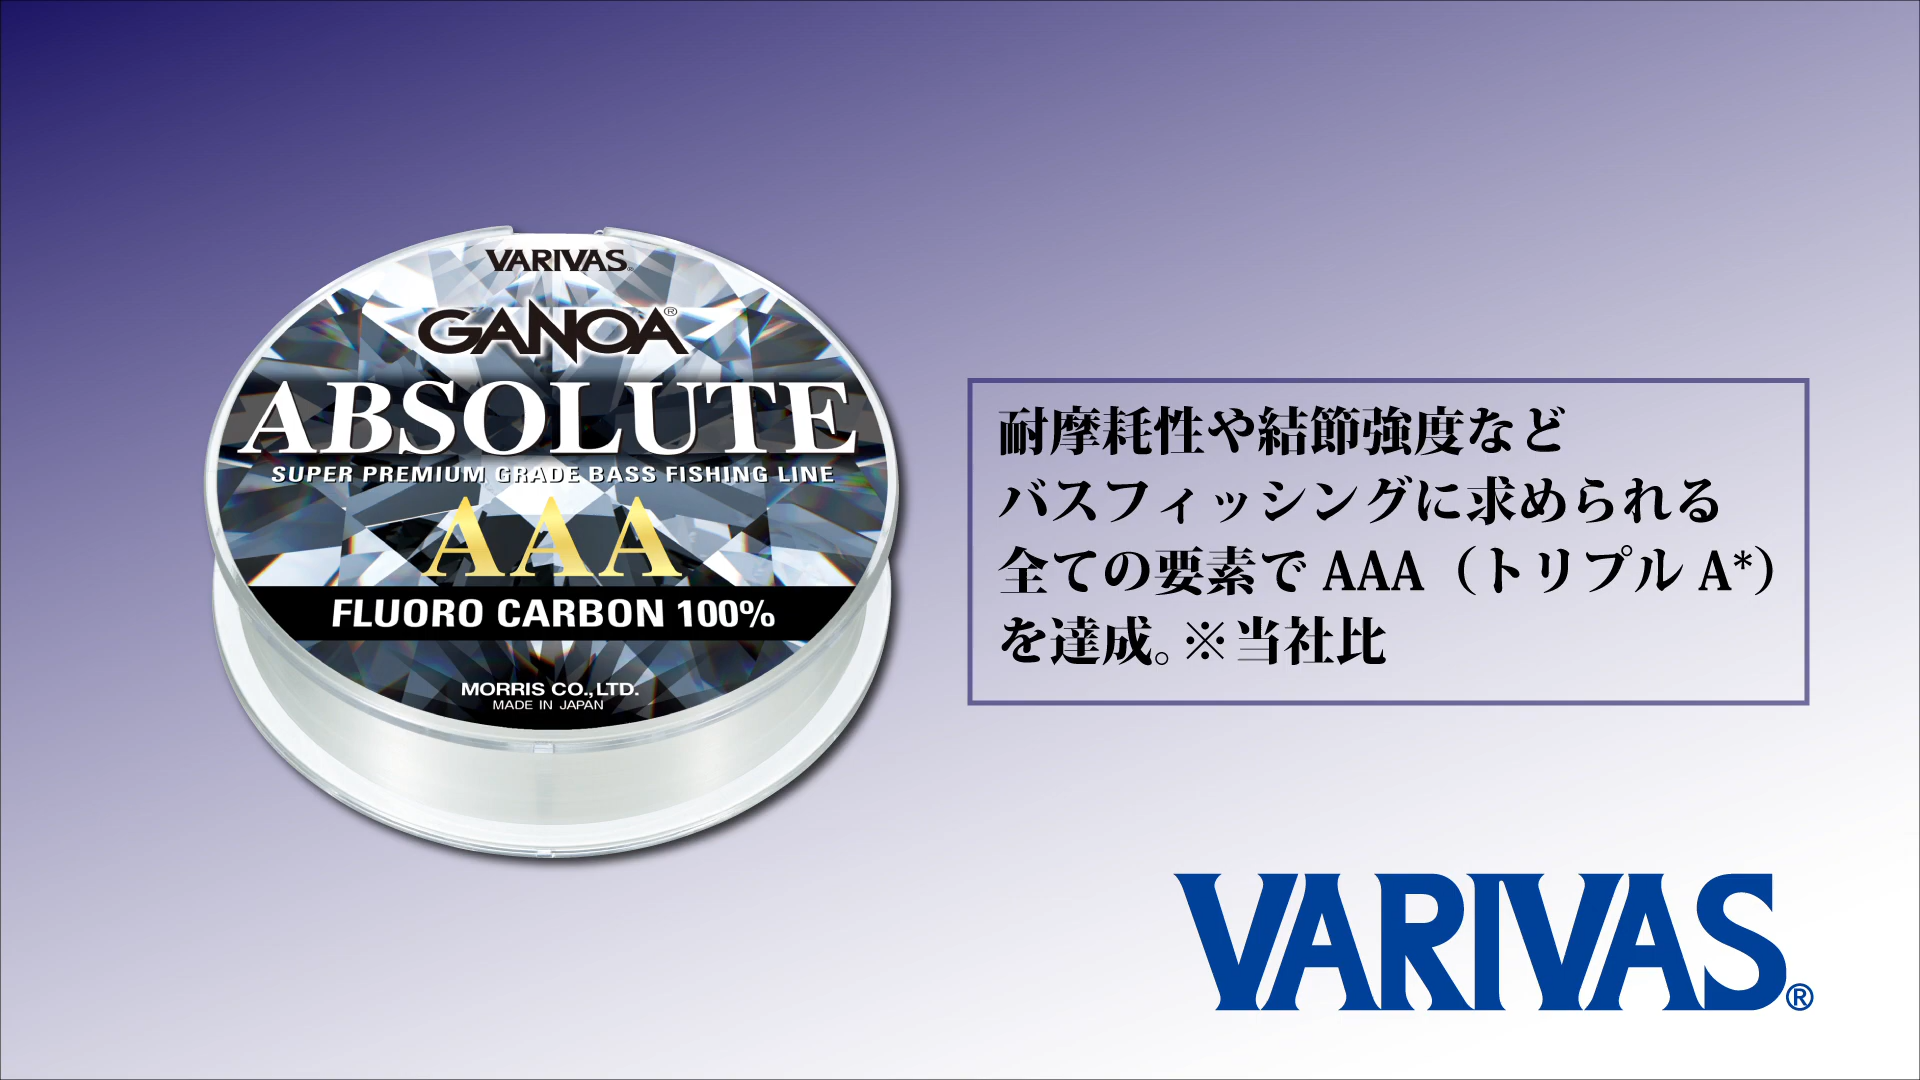 VARIVAS®
GANOA®
ABSOLUTE
SUPER PREMIUM GRADE BASS FISHING LINE
AAA
FLUORO CARBON 100%
MORRIS CO.,LTD.
MADE IN JAPAN
耐摩耗性や結節強度など
バスフィッシングに求められる
全ての要素でAAA（トリプルA*）
を達成。※当社比
VARIVAS®